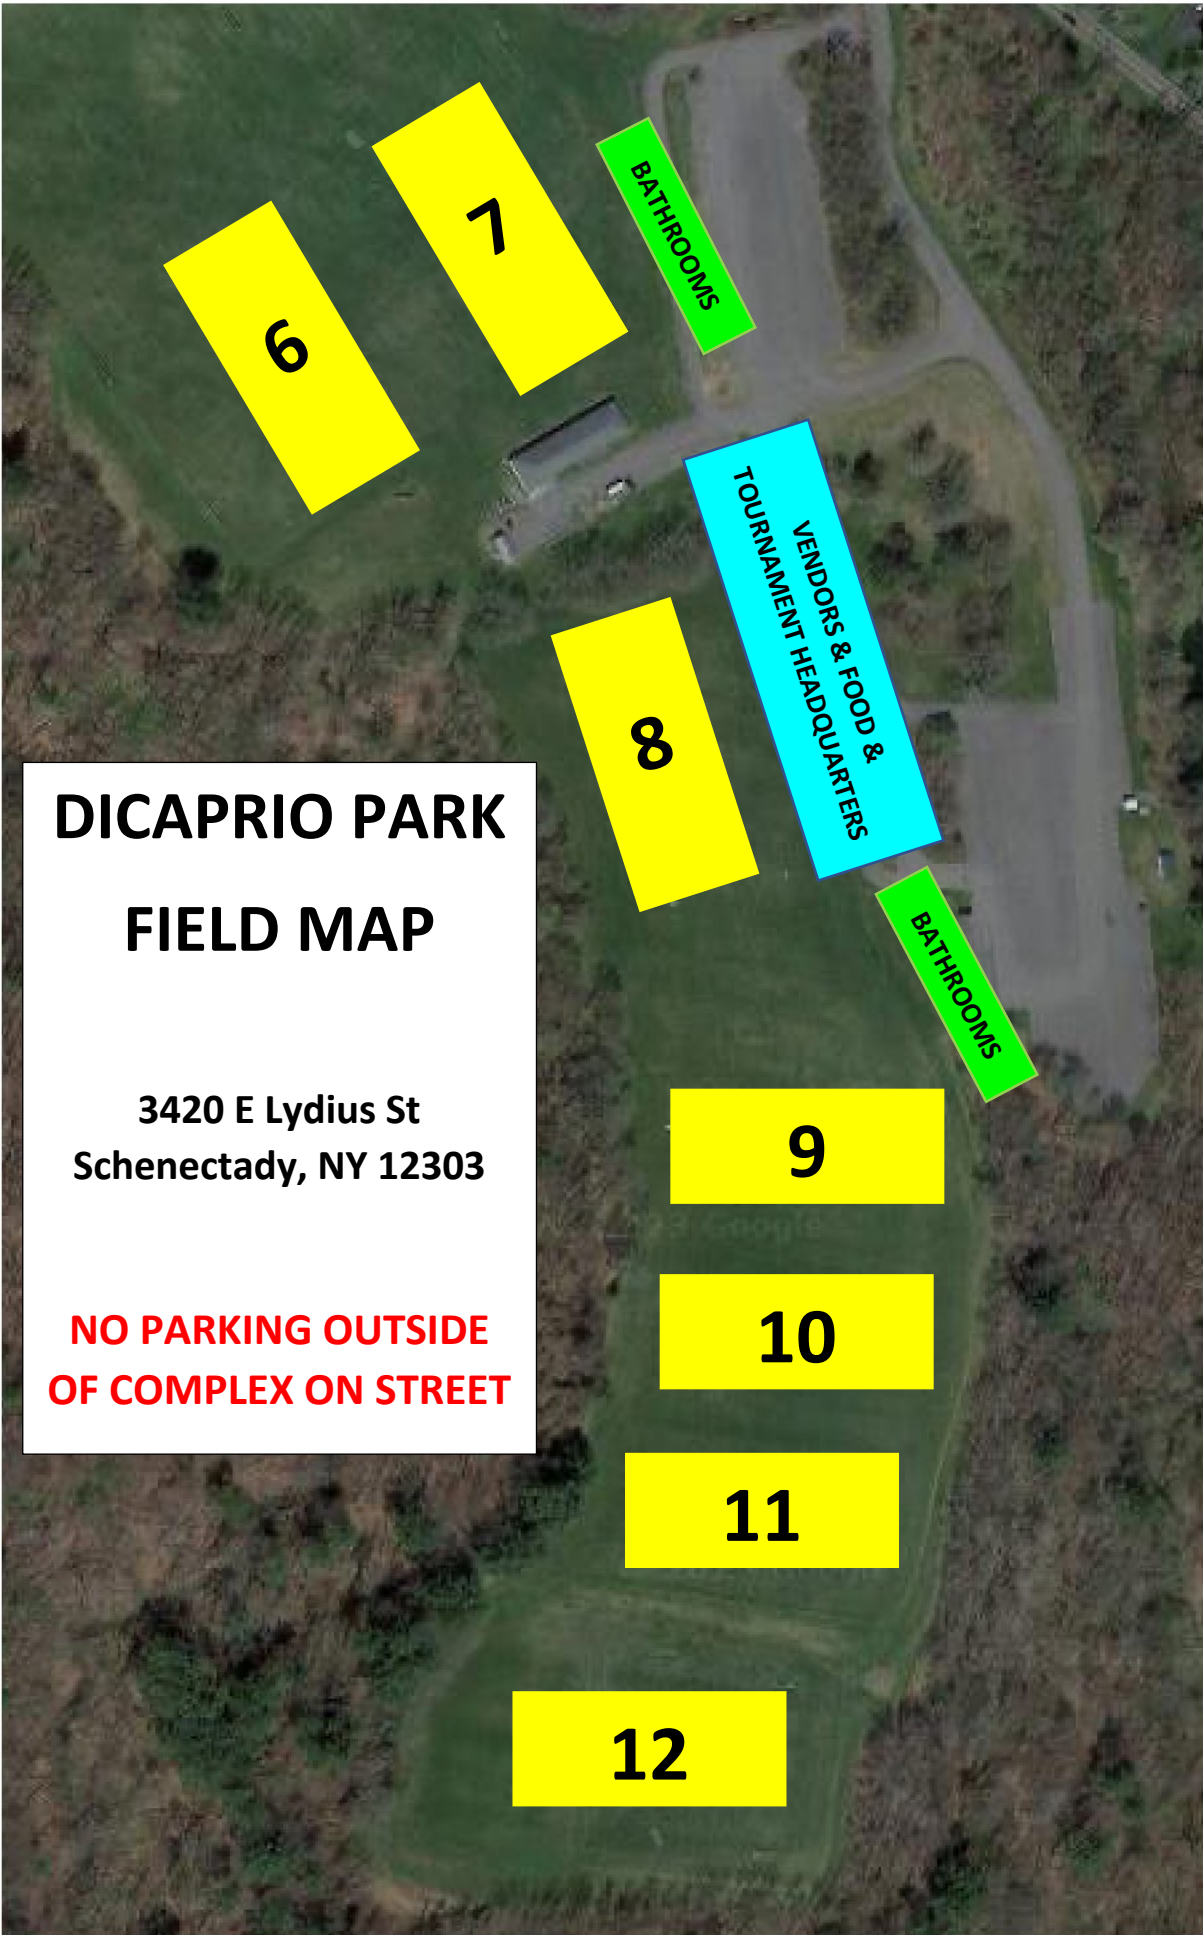 7
BATHROOMS
6
VENDORS & FOOD &
TOURNAMENT HEADQUARTERS
8
DICAPRIO PARK
FIELD MAP
3420 E Lydius St
Schenectady, NY 12303
NO PARKING OUTSIDE
OF COMPLEX ON STREET
BATHROOMS
9
Google
10
11
12